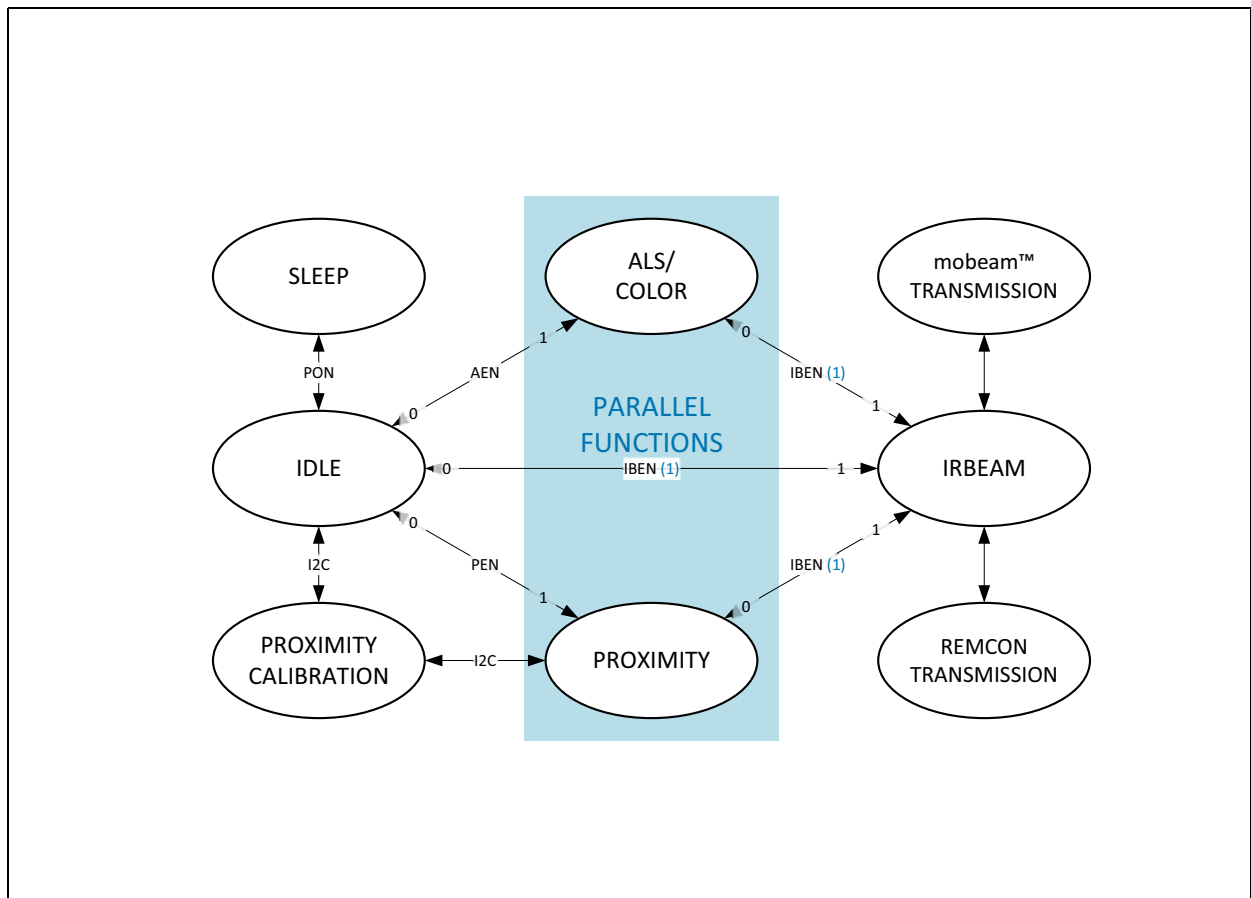 SLEEP
ALS/
COLOR
mobeam™
TRANSMISSION
0
1
PON
AEN
IBEN (1)
0
1
PARALLEL
FUNCTIONS
IDLE
0
IBEN (1)
1
IRBEAM
0
1
I2C
PEN
IBEN (1)
1
0
PROXIMITY
CALIBRATION
I2C
PROXIMITY
REMCON
TRANSMISSION